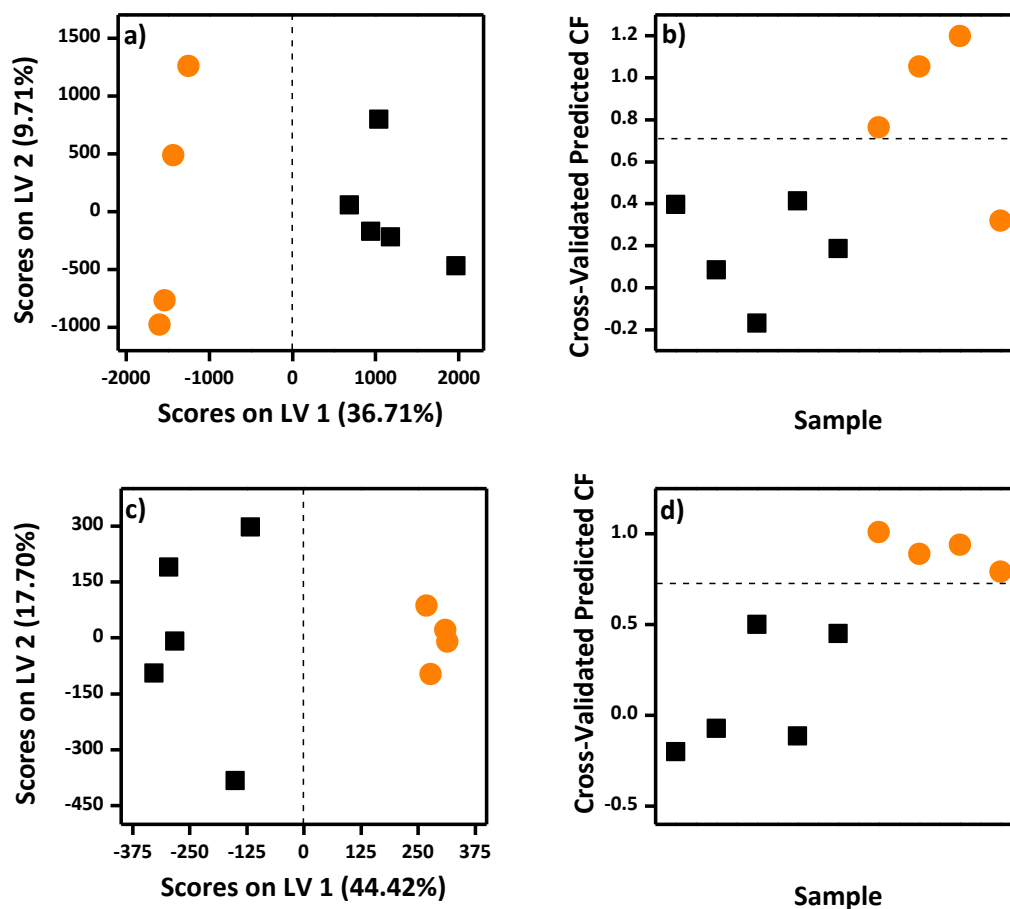 a)
1500
1000
500
0
-500
-1000
Scores on LV 2 (9.71%)
-2000 -1000 0 1000 2000
Scores on LV 1 (36.71%)
b)
1.2
1.0
0.8
0.6
0.4
0.2
0.0
-0.2
Cross-Validated Predicted CF
Sample
c)
300
150
0
-150
-300
-450
Scores on LV 2 (17.70%)
-375 -250 -125 0 125 250 375
Scores on LV 1 (44.42%)
d)
1.0
0.5
0.0
-0.5
Cross-Validated Predicted CF
Sample